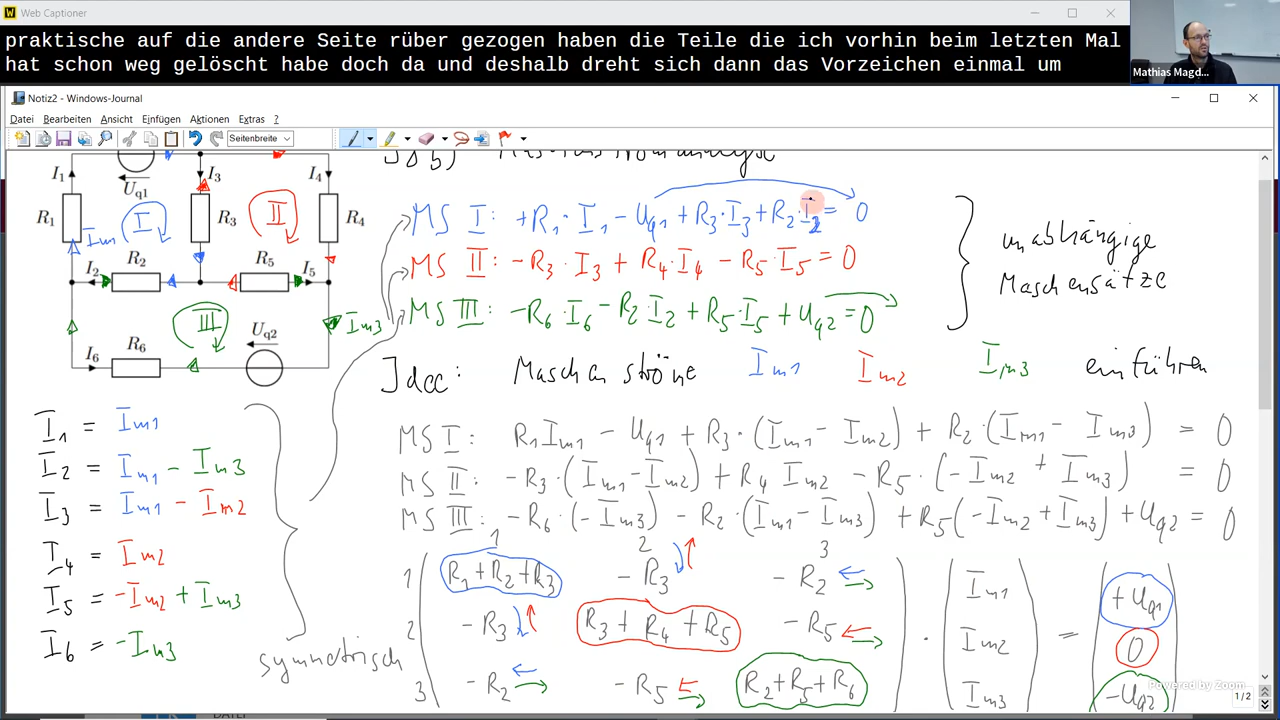 Web Captioner
praktische auf die andere Seite rüber gezogen haben die Teile die ich vorhin beim letzten Mal
hat schon weg gelöscht habe doch da und deshalb dreht sich dann das Vorzeichen einmal um
Mathias Magd...
Notiz2 - Windows-Journal
Datei Bearbeiten Ansicht Einfügen Aktionen Extras ?
Seitenbreite
I1 Uq1 I3 I4
R1 I R3 II R4
Im1
I2 R2 R5 I5
III Im3
Uq2
I6 R6
MS I: +R1·I1 - Uq1 + R3·I3 + R2·I2 = 0
MS II: -R3·I3 + R4·I4 - R5·I5 = 0
MS III: -R6·I6 - R2 I2 + R5·I5 + Uq2 = 0
unabhängige
Maschensätze
Maschenströme Im1 Im2 Im3 einführen
I1 = Im1
I2 = Im1 - Im3
I3 = Im1 - Im2
I4 = Im2
I5 = -Im2 + Im3
I6 = -Im3
symmetrisch
MS I: R1 Im1 - Uq1 + R3·(Im1 - Im2) + R2·(Im1 - Im3) = 0
MS II: -R3·(Im1 - Im2) + R4 Im2 - R5·(-Im2 + Im3) = 0
MS III: -R6·(-Im3) - R2·(Im1 - Im3) + R5(-Im2 + Im3) + Uq2 = 0
1 2 3
1 R1+R2+R3 -R3 -R2 Im1 +Uq1
2 -R3 R3+R4+R5 -R5 · Im2 = 0
3 -R2 -R5 R2+R5+R6 Im3 -Uq2
Powered by Zoom
1/2